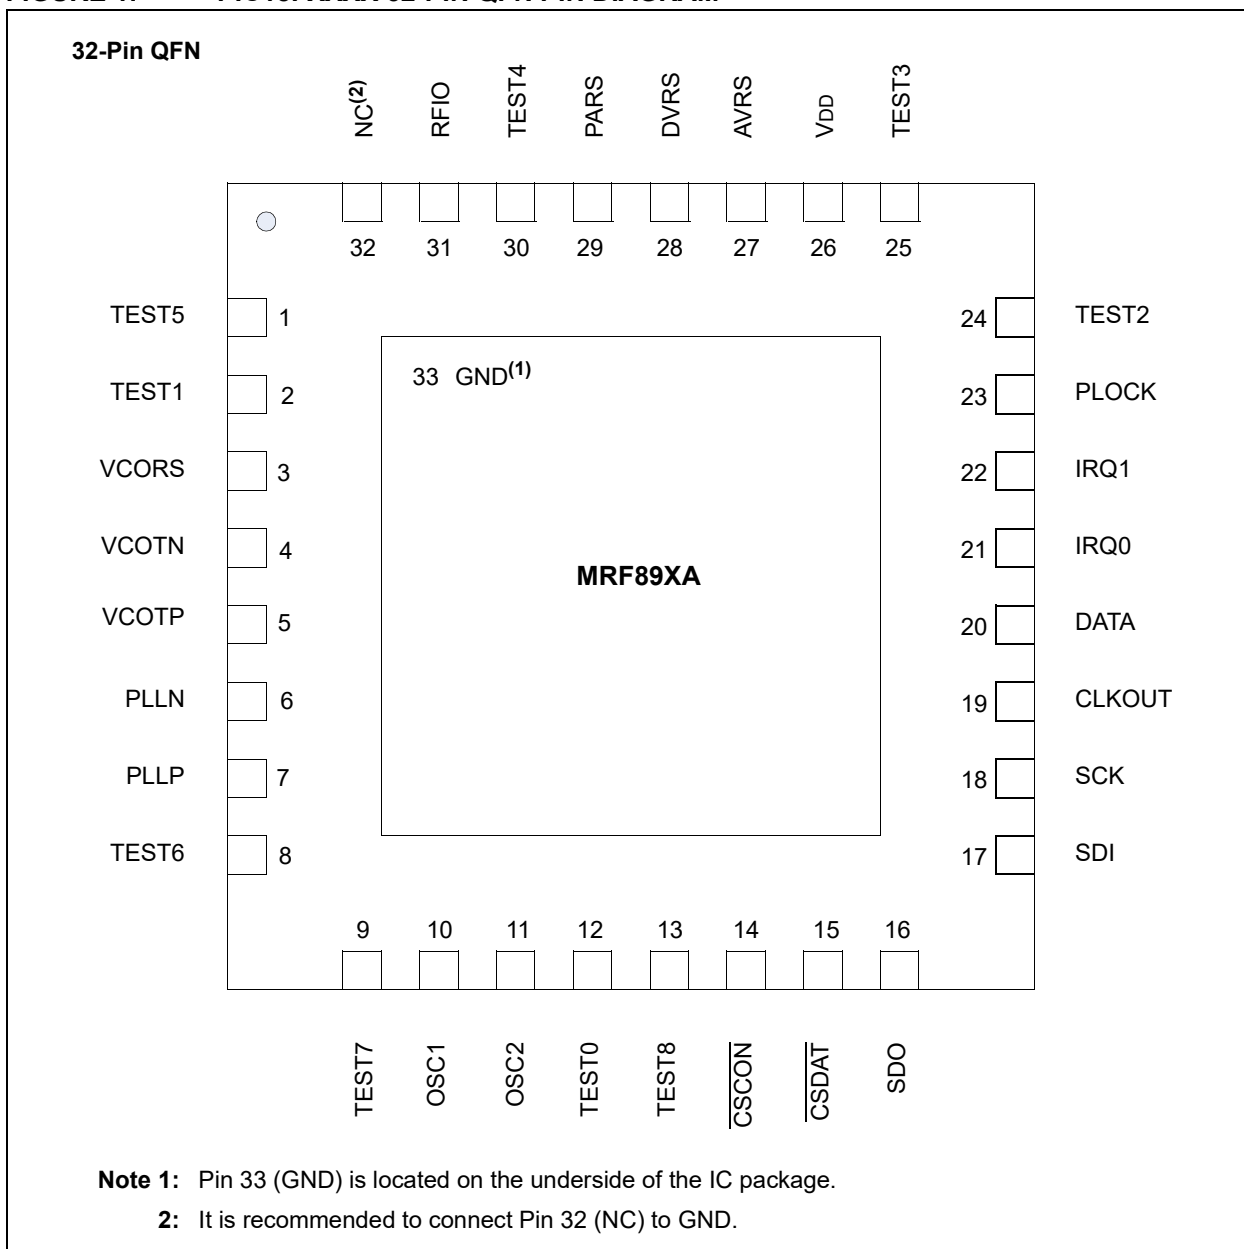 32-Pin QFN
NC(2) RFIO TEST4 PARS DVRS AVRS VDD TEST3
32 31 30 29 28 27 26 25
TEST5 1 24 TEST2
33 GND(1)
TEST1 2 23 PLOCK
VCORS 3 22 IRQ1
VCOTN 4 21 IRQ0
MRF89XA
VCOTP 5 20 DATA
PLLN 6 19 CLKOUT
PLLP 7 18 SCK
TEST6 8 17 SDI
9 10 11 12 13 14 15 16
TEST7 OSC1 OSC2 TEST0 TEST8 CSCON CSDAT SDO
Note 1: Pin 33 (GND) is located on the underside of the IC package.
2: It is recommended to connect Pin 32 (NC) to GND.